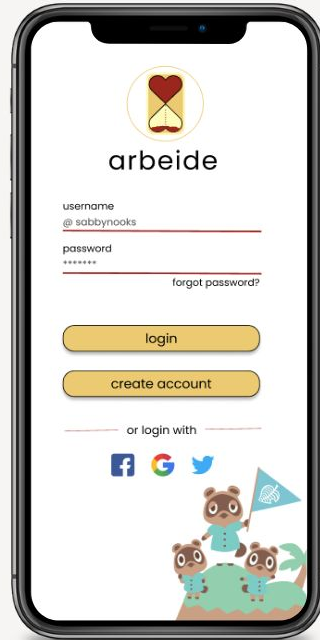 arbeide
username
@ sabbynooks
password
*******
forgot password?
login
create account
or login with